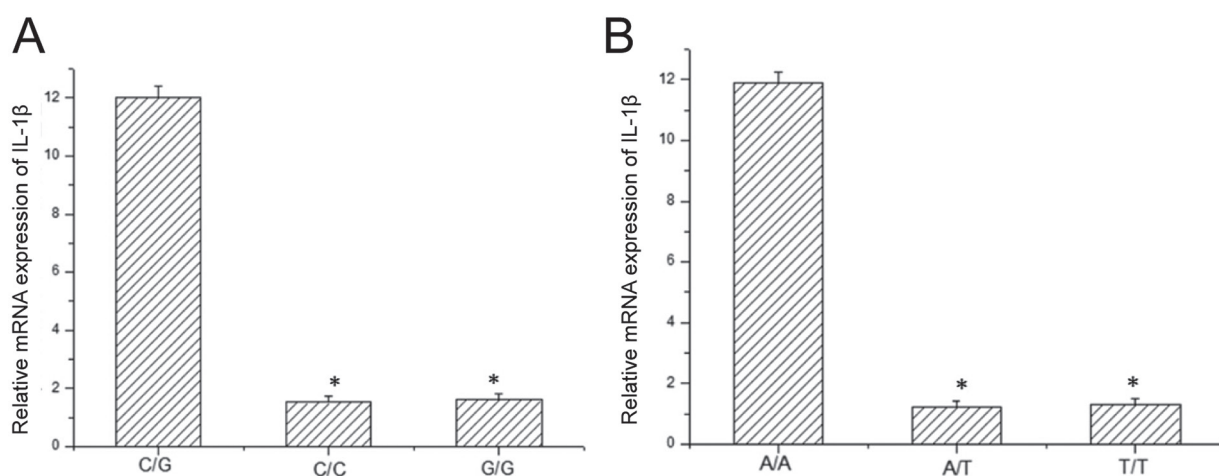 A
Relative mRNA expression of IL-1β
12
10
8
6
4
2
0
*
*
C/G
C/C
G/G
B
Relative mRNA expression of IL-1β
12
10
8
6
4
2
0
*
*
A/A
A/T
T/T